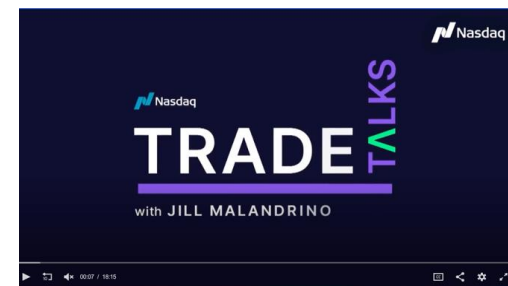 Nasdaq
Nasdaq
TRADE
TALKS
with JILL MALANDRINO
00:07 / 18:15